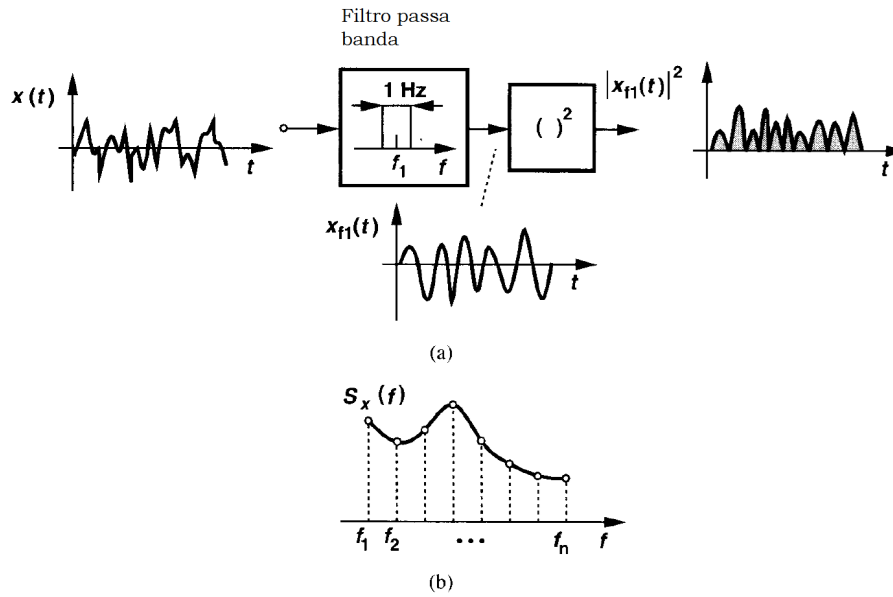 Filtro passa
banda
x (t)
t
1 Hz
f1
f
( )²
|xf1(t)|²
t
xf1(t)
t
(a)
Sx (f)
f1 f2 ... fn f
(b)